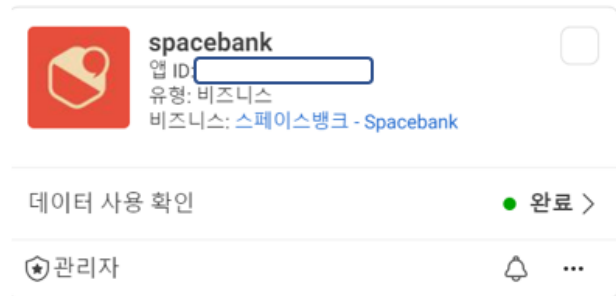 spacebank
앱 ID:
유형: 비즈니스
비즈니스: 스페이스뱅크 - Spacebank
데이터 사용 확인
완료
관리자